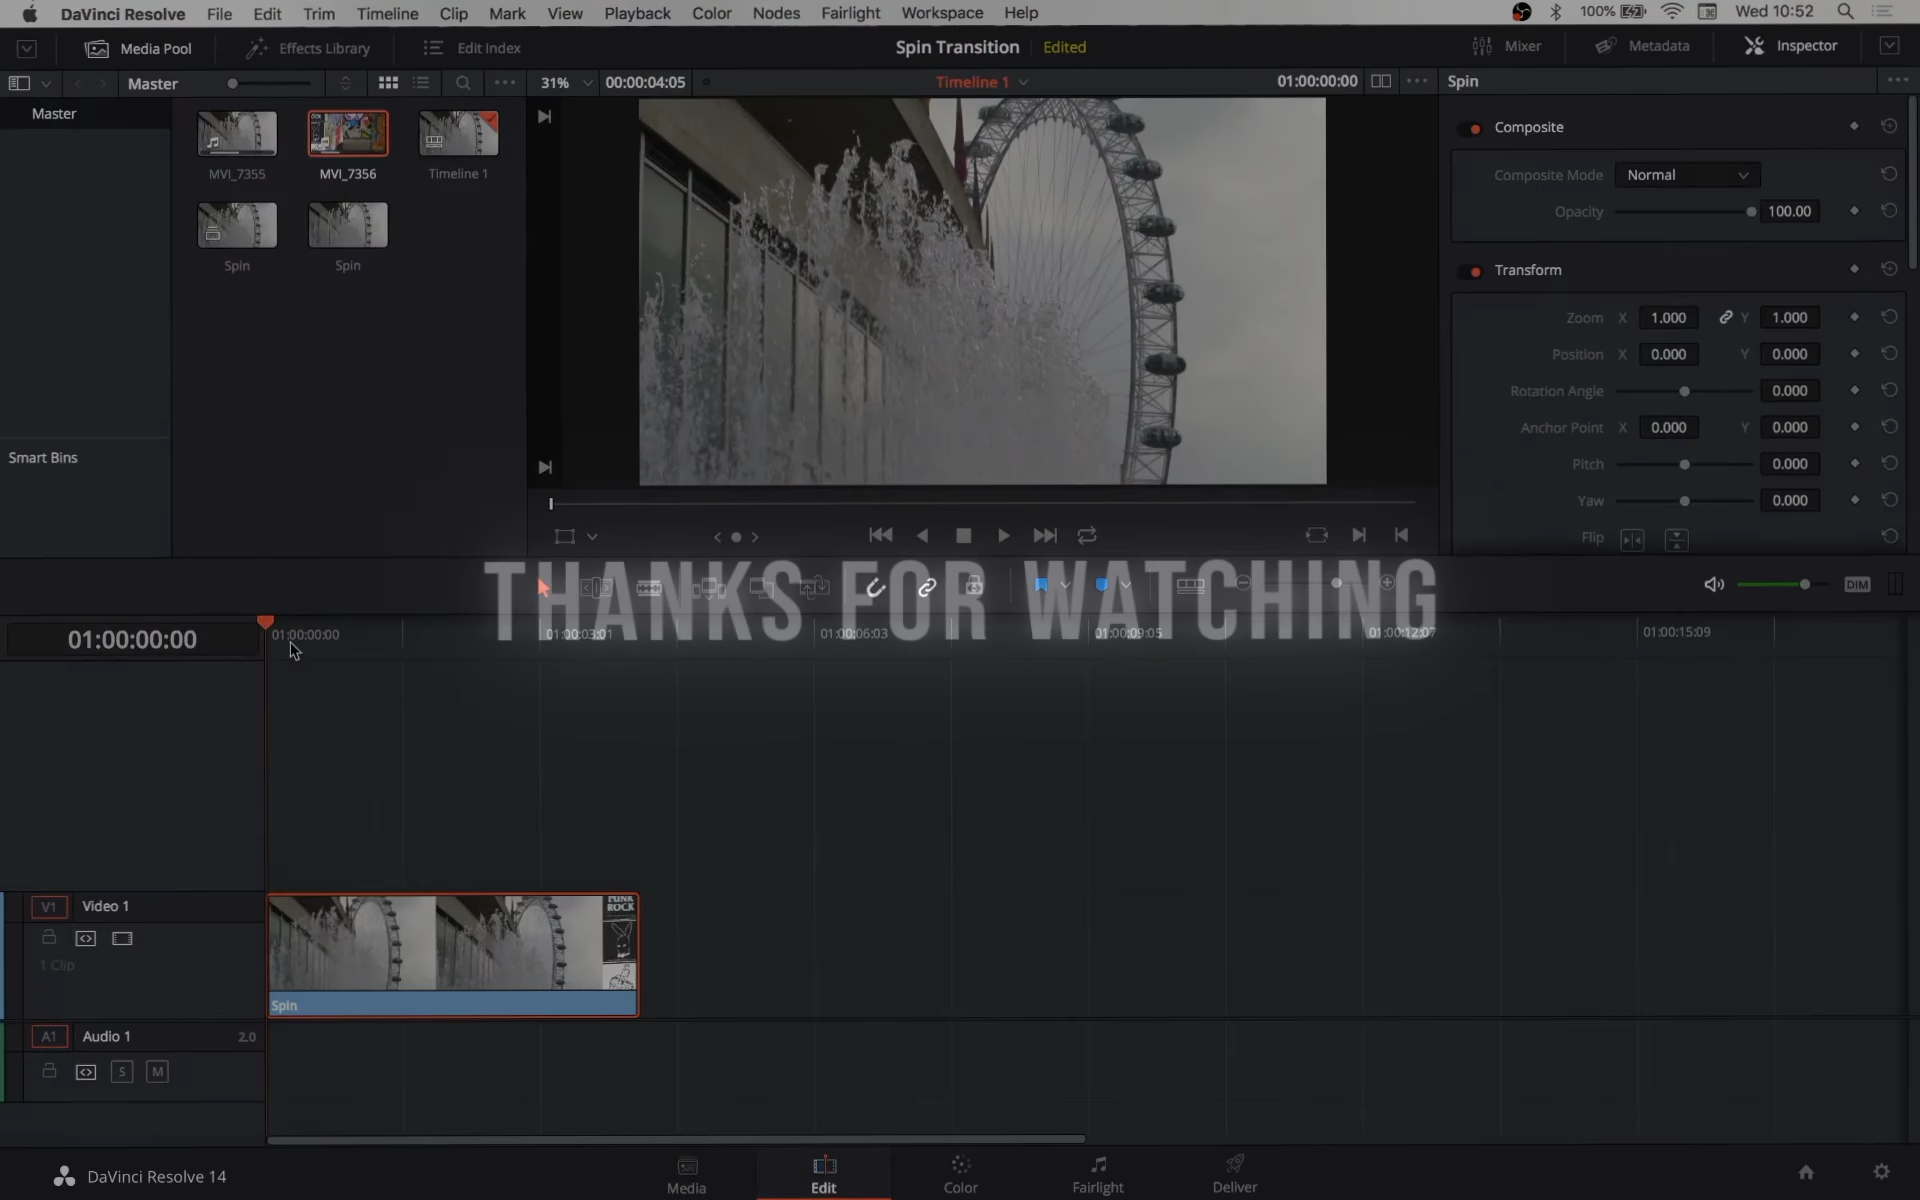 DaVinci Resolve File Edit Trim Timeline Clip Mark View Playback Color Nodes Fairlight Workspace Help 100% Wed 10:52
Media Pool Effects Library Edit Index Spin Transition Edited Mixer Metadata Inspector
Master 31% 00:00:04:05 Timeline 1 01:00:00:00 Spin
Master
MVI_7355 MVI_7356 Timeline 1
Spin Spin
Smart Bins
Composite
Composite Mode Normal
Opacity 100.00
Transform
Zoom X 1.000 Y 1.000
Position X 0.000 Y 0.000
Rotation Angle 0.000
Anchor Point X 0.000 Y 0.000
Pitch 0.000
Yaw 0.000
Flip
THANKS FOR WATCHING
DIM
01:00:00:00 01:00:00:00 01:00:03:01 01:00:06:03 01:00:09:05 01:00:12:07 01:00:15:09
V1 Video 1
1 Clip
PUNK
ROCK
Spin
A1 Audio 1 2.0
S M
DaVinci Resolve 14 Media Edit Color Fairlight Deliver